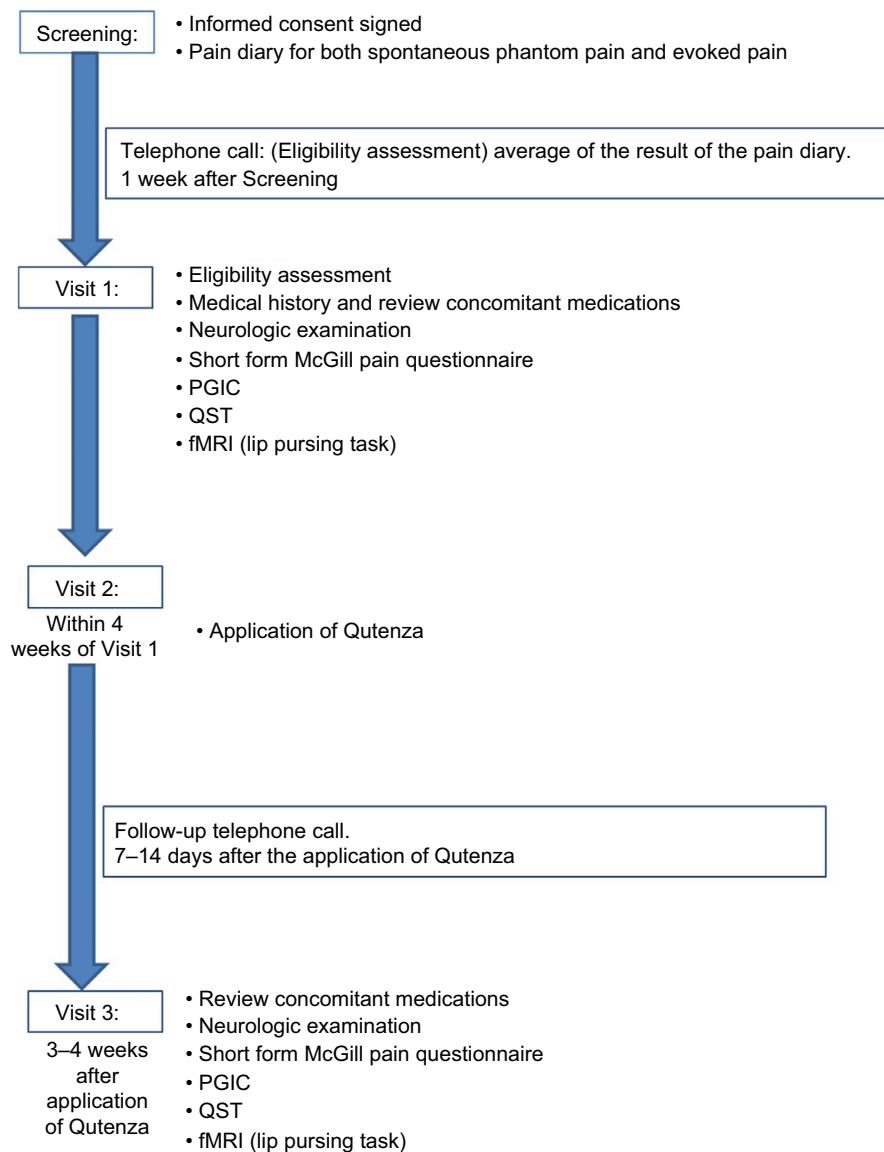 Screening:
• Informed consent signed
• Pain diary for both spontaneous phantom pain and evoked pain
Telephone call: (Eligibility assessment) average of the result of the pain diary.
1 week after Screening
Visit 1:
• Eligibility assessment
• Medical history and review concomitant medications
• Neurologic examination
• Short form McGill pain questionnaire
• PGIC
• QST
• fMRI (lip pursing task)
Visit 2:
Within 4
weeks of Visit 1
• Application of Qutenza
Follow-up telephone call.
7–14 days after the application of Qutenza
Visit 3:
3–4 weeks
after
application
of Qutenza
• Review concomitant medications
• Neurologic examination
• Short form McGill pain questionnaire
• PGIC
• QST
• fMRI (lip pursing task)